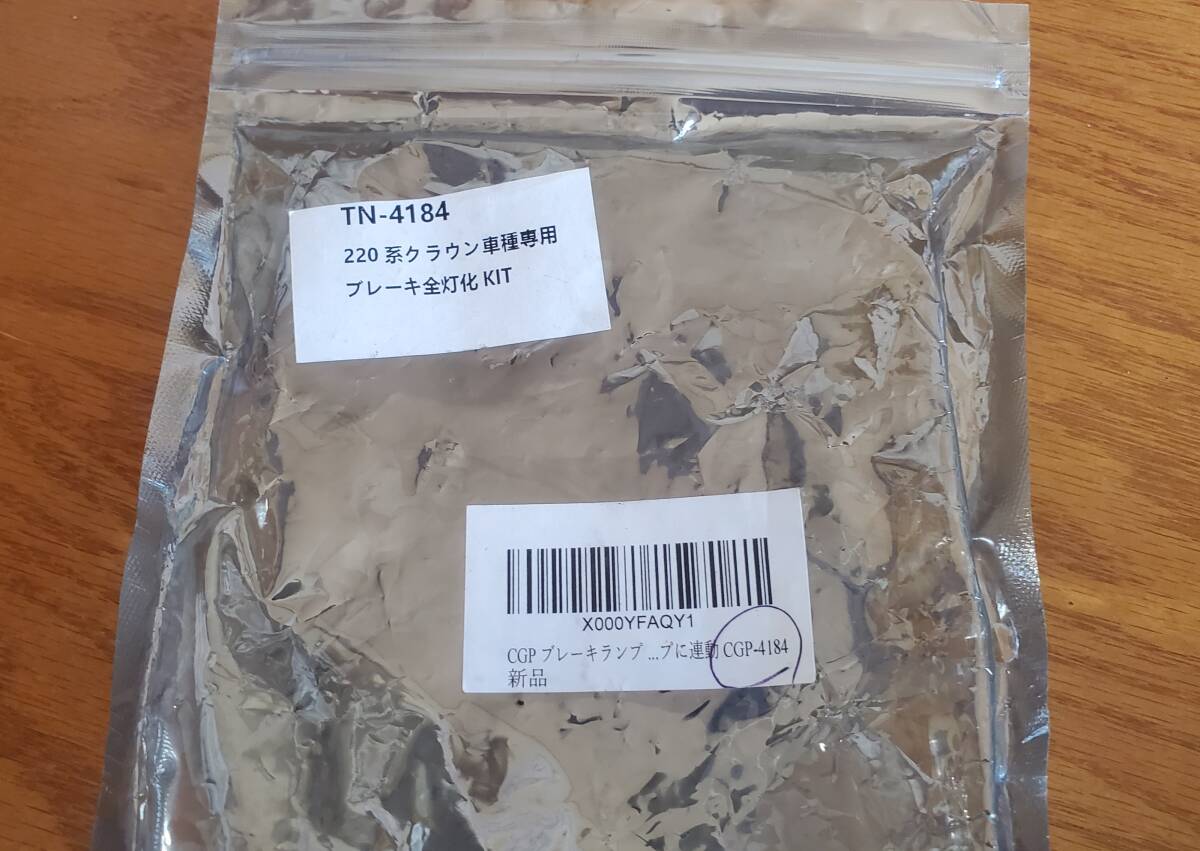 TN-4184
220 系クラウン車種専用
ブレーキ全灯化 KIT
X000YFAQY1
CGP ブレーキランプ ...プに連動 CGP-4184
新品